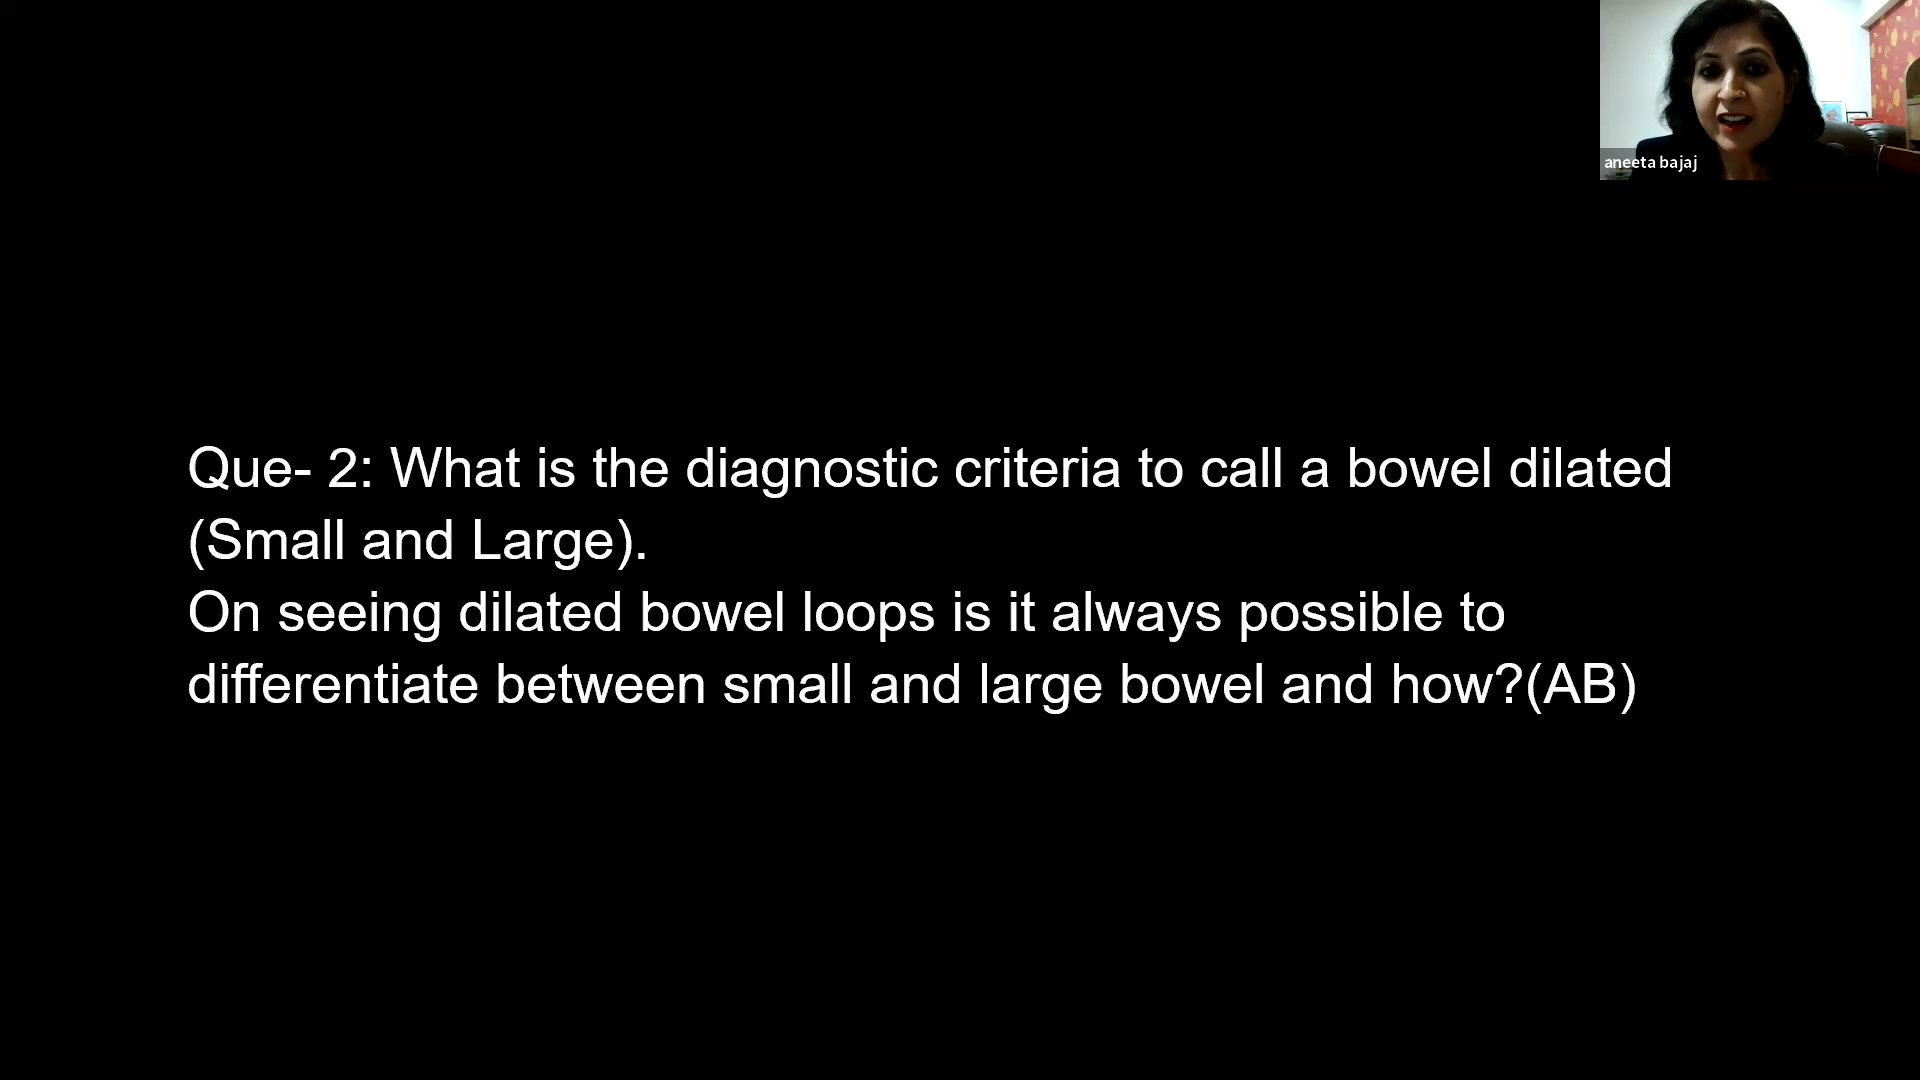 aneeta bajaj
Que- 2: What is the diagnostic criteria to call a bowel dilated
(Small and Large).
On seeing dilated bowel loops is it always possible to
differentiate between small and large bowel and how?(AB)